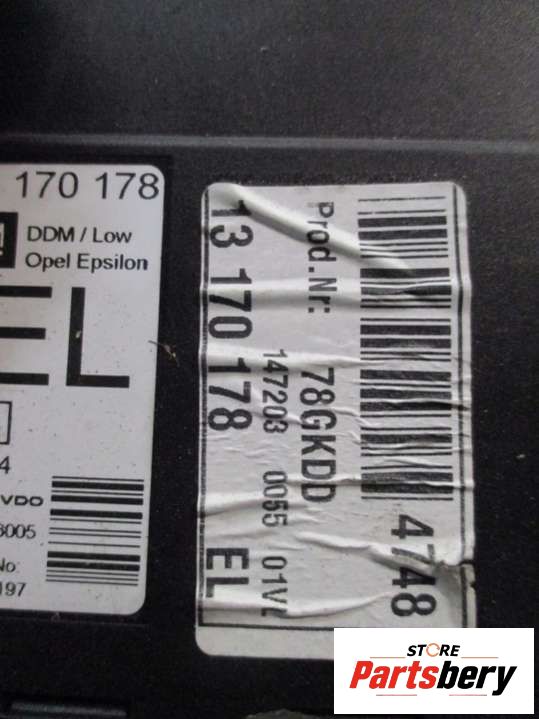 170 178
DDM / Low
Opel Epsilon
EL
4
VDO
3005
No:
197
4748
Prod.Nr: 78GKDD
147203 0055 01V
13 170 178 EL
STORE
Partsbery